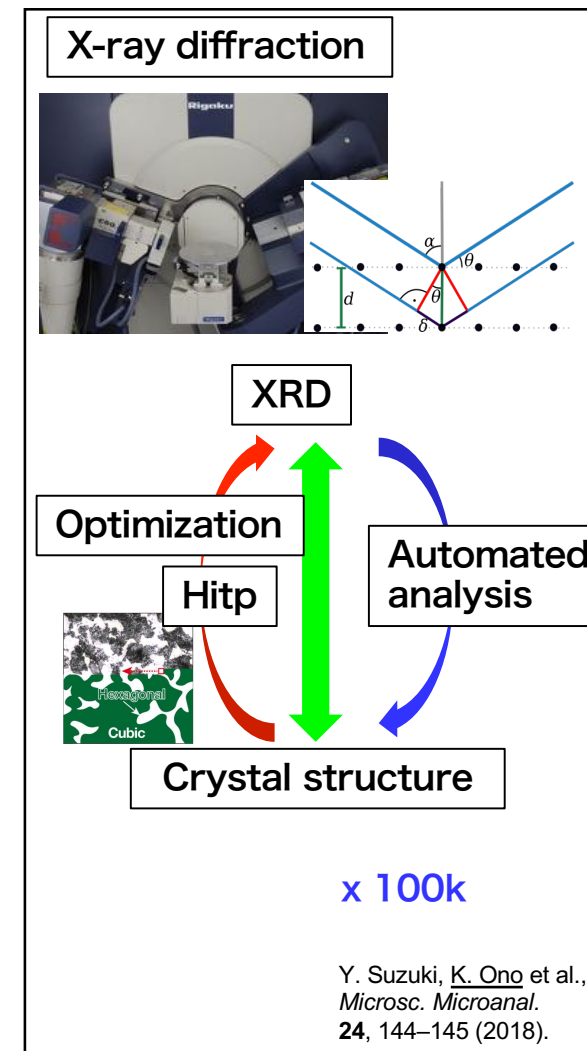 X-ray diffraction
Rigaku
α
θ
d
θ
δ
XRD
Optimization
Hitp
Automated
analysis
Hexagonal
Cubic
Crystal structure
x 100k
Y. Suzuki, K. Ono et al.,
Microsc. Microanal.
24, 144–145 (2018).